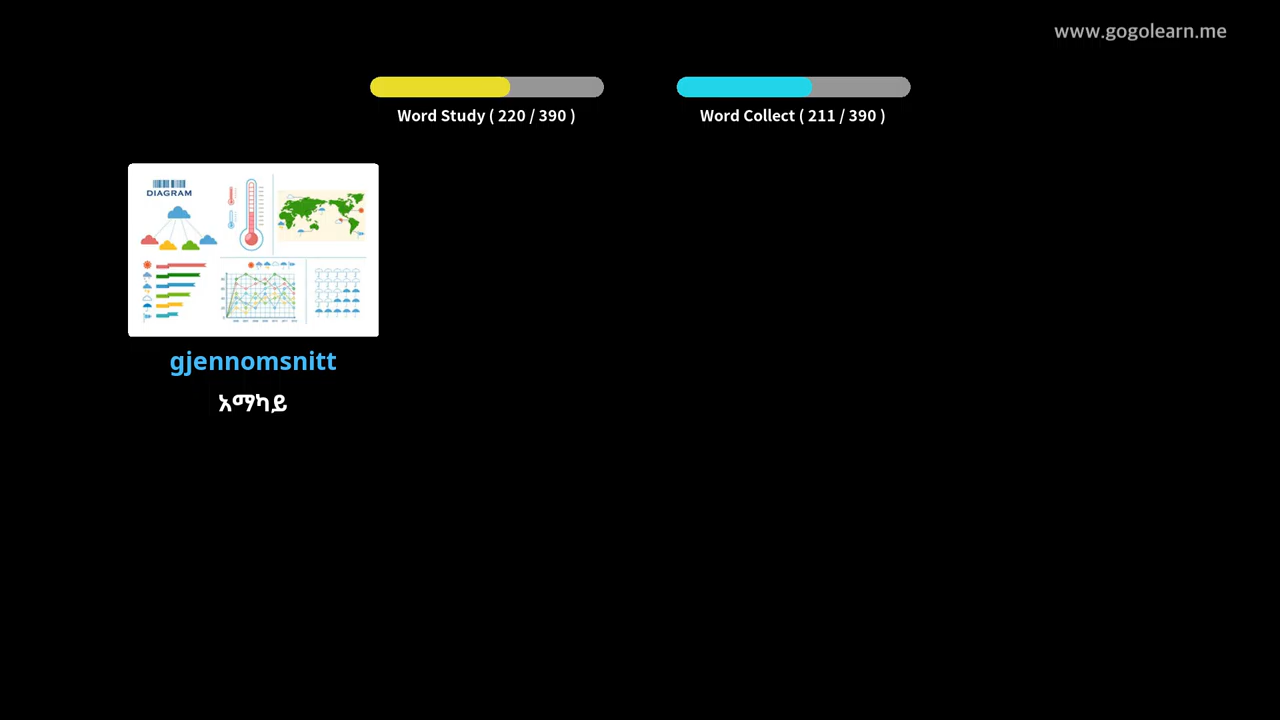 www.gogolearn.me
Word Study ( 220 / 390 )
Word Collect ( 211 / 390 )
DIAGRAM
gjennomsnitt
አማካይ